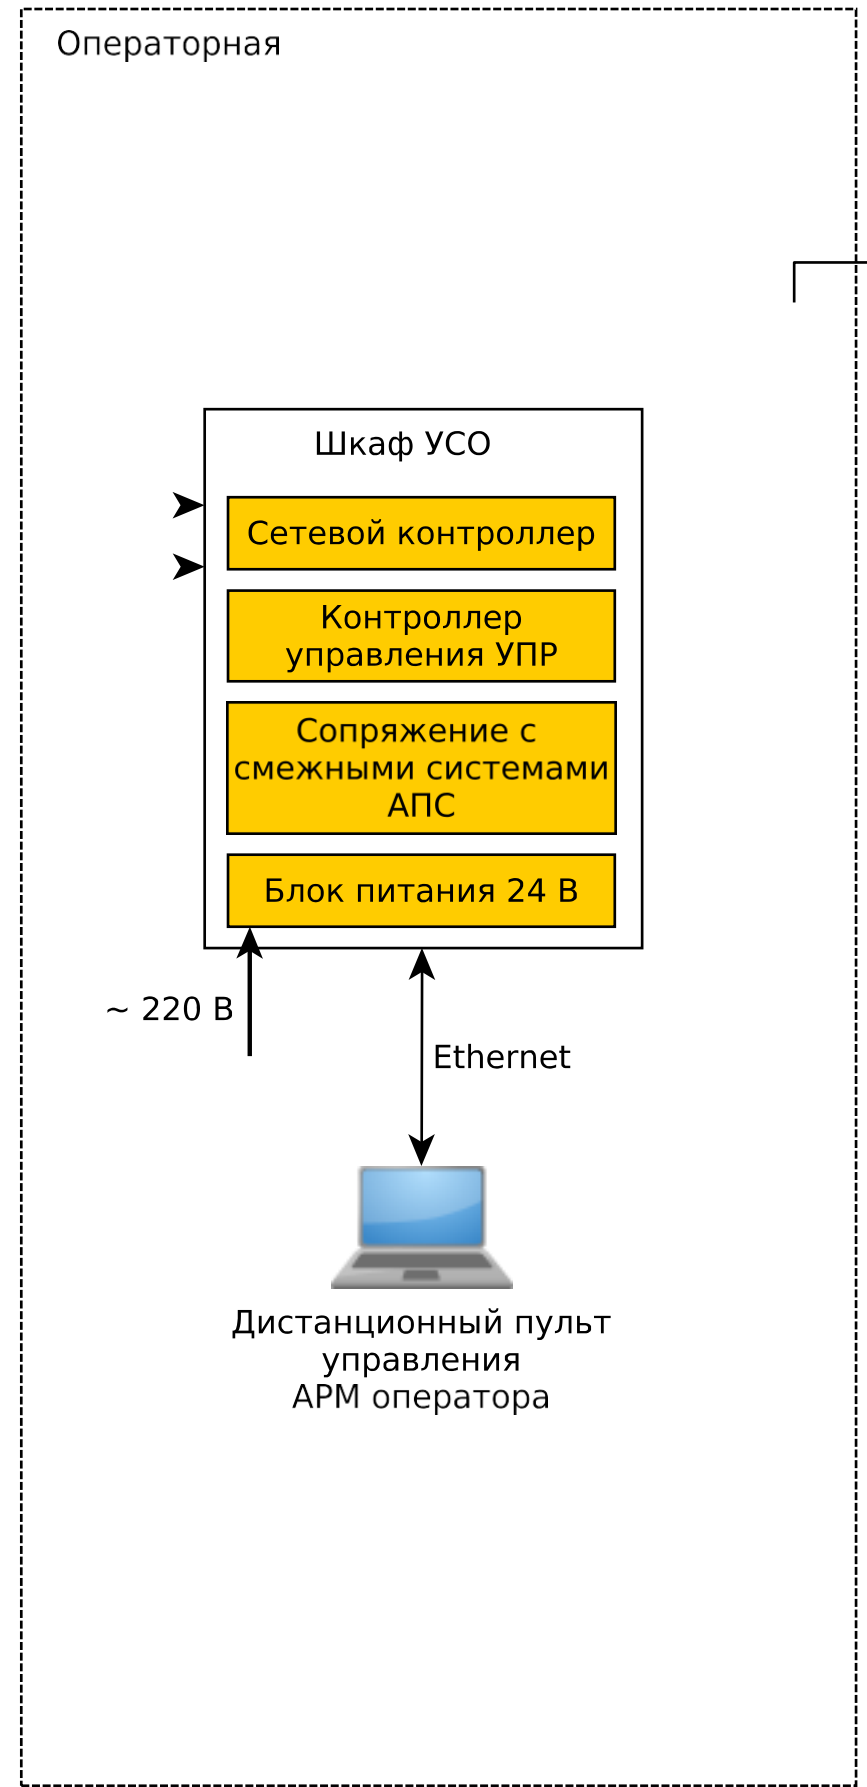 Операторная
Шкаф УСО
Сетевой контроллер
Контроллер
управления УПР
Сопряжение с
смежными системами
АПС
Блок питания 24 В
~ 220 В
Ethernet
Дистанционный пульт
управления
АРМ оператора